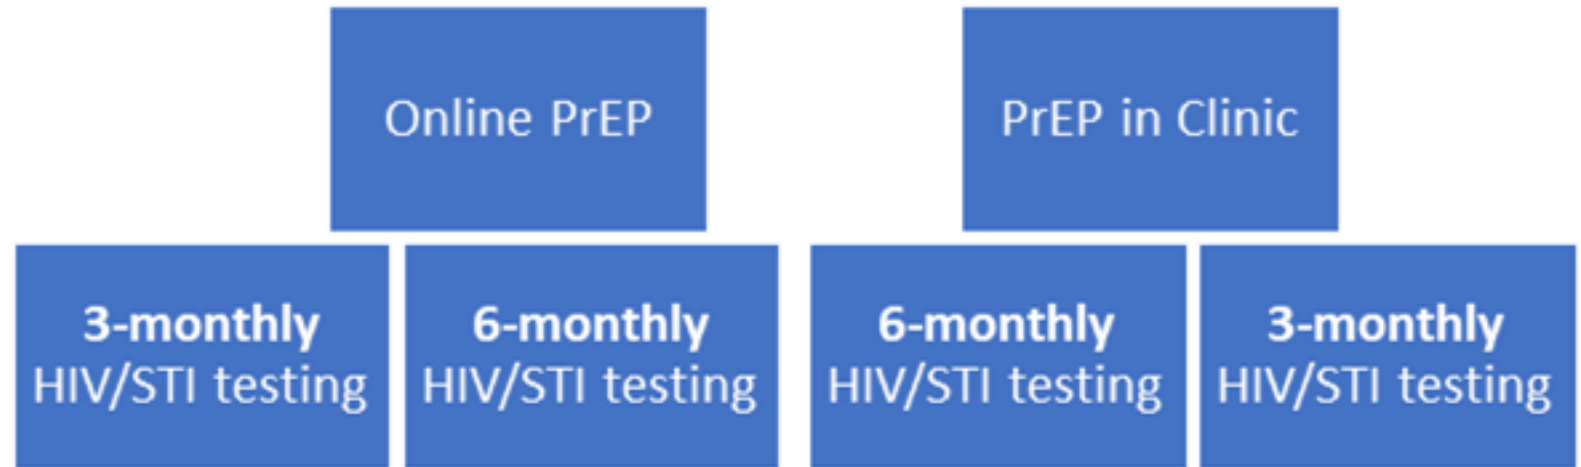 Online PrEP
PrEP in Clinic
3-monthly
HIV/STI testing
6-monthly
HIV/STI testing
6-monthly
HIV/STI testing
3-monthly
HIV/STI testing